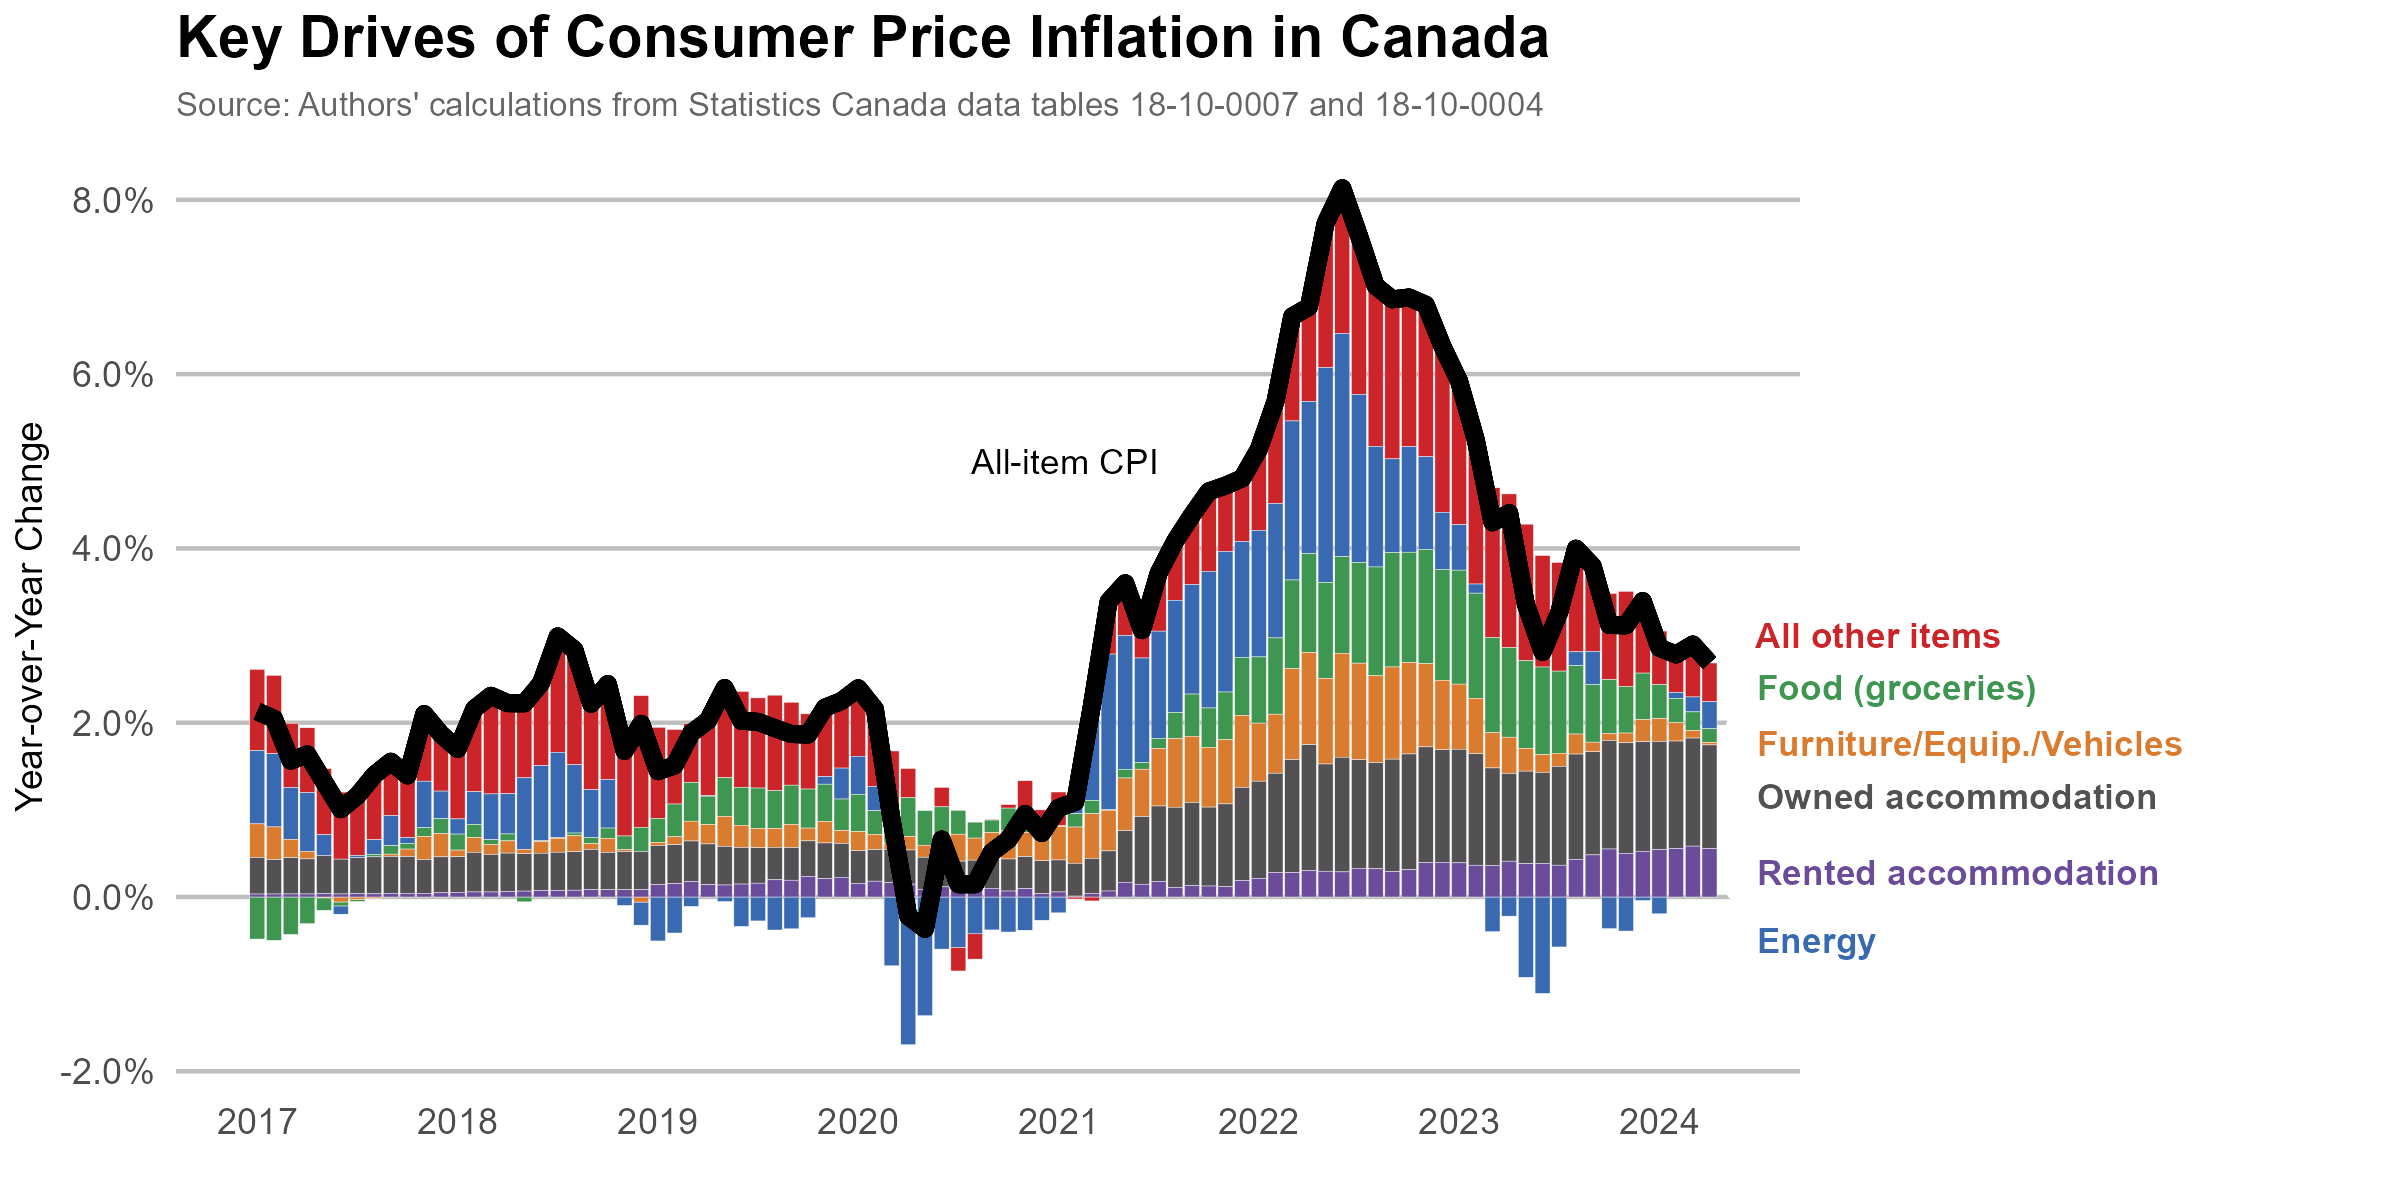 Key Drives of Consumer Price Inflation in Canada
Source: Authors' calculations from Statistics Canada data tables 18-10-0007 and 18-10-0004
Year-over-Year Change
8.0%
6.0%
4.0%
2.0%
0.0%
-2.0%
All-item CPI
All other items
Food (groceries)
Furniture/Equip./Vehicles
Owned accommodation
Rented accommodation
Energy
2017 2018 2019 2020 2021 2022 2023 2024